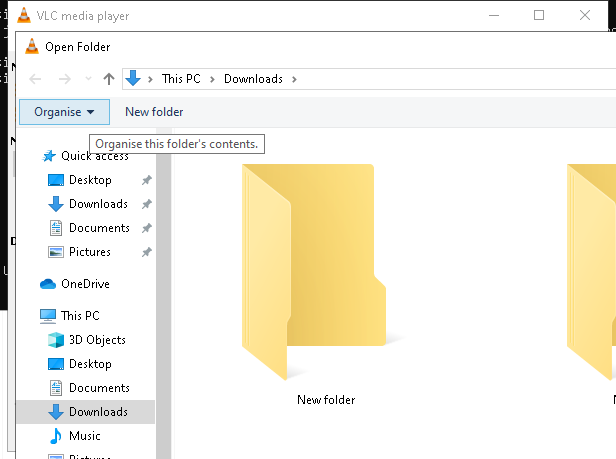 VLC media player
Open Folder
This PC > Downloads >
Organise
New folder
Organise this folder's contents.
Quick access
Desktop
Downloads
Documents
Pictures
OneDrive
This PC
3D Objects
Desktop
Documents
Downloads
Music
New folder